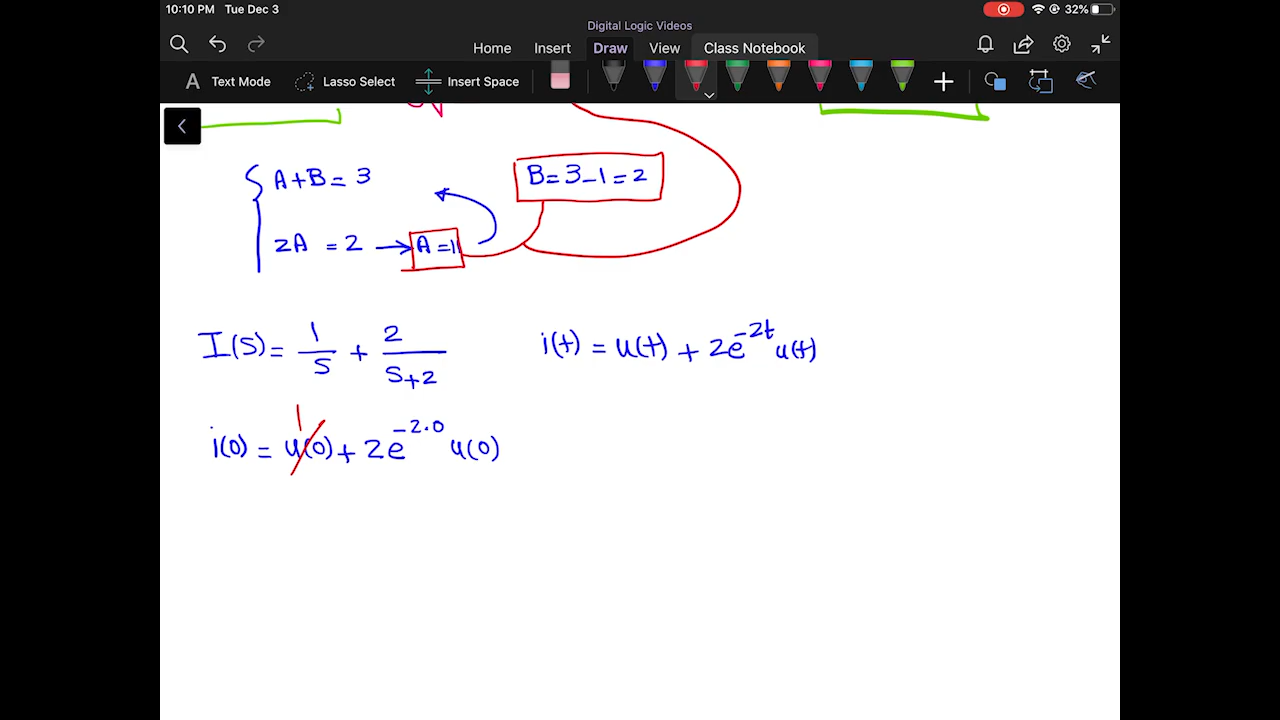 10:10 PM Tue Dec 3
32%
Digital Logic Videos
Home Insert Draw View Class Notebook
A Text Mode Lasso Select Insert Space
A+B = 3
B = 3-1 = 2
2A = 2 → A = 1
I(S) = 1/S + 2/(S+2)
i(t) = u(t) + 2e^-2t u(t)
1
i(0) = u(0) + 2e^-2·0 u(0)